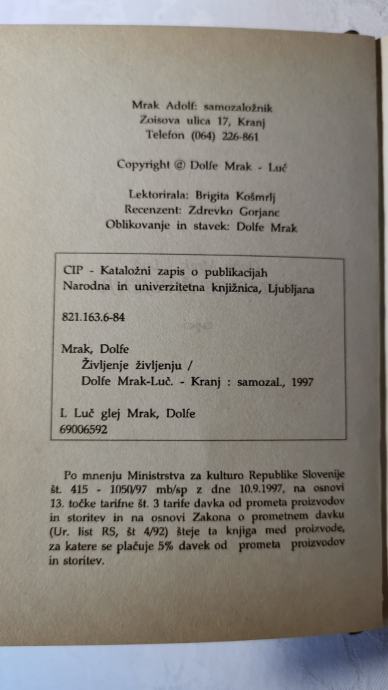 Mrak Adolf: samozaložnik
Zoisova ulica 17, Kranj
Telefon (064) 226-861
Copyright @ Dolfe Mrak - Luč
Lektorirala: Brigita Košmrlj
Recenzent: Zdrevko Gorjanc
Oblikovanje in stavek: Dolfe Mrak
CIP - Kataložni zapis o publikacijah
Narodna in univerzitetna knjižnica, Ljubljana
821.163.6-84
Mrak, Dolfe
Življenje življenju /
Dolfe Mrak-Luč. - Kranj : samozal., 1997
I. Luč glej Mrak, Dolfe
69006592
Po mnenju Ministrstva za kulturo Republike Slovenije
št. 415 - 1050/97 mb/sp z dne 10.9.1997, na osnovi
13. točke tarifne št. 3 tarife davka od prometa proizvodov
in storitev in na osnovi Zakona o prometnem davku
(Ur. list RS, št 4/92) šteje ta knjiga med proizvode,
za katere se plačuje 5% davek od prometa proizvodov
in storitev.